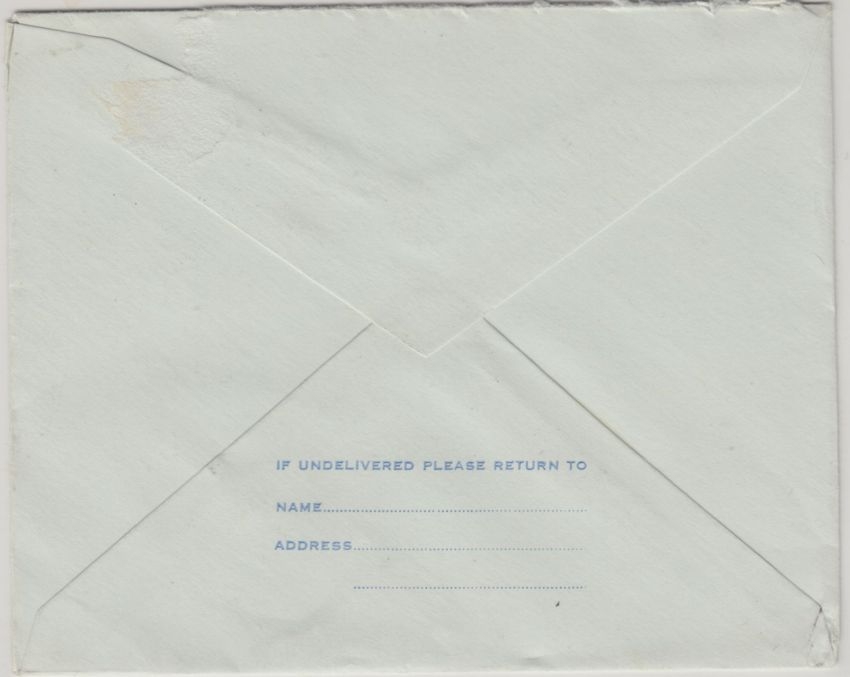 IF UNDELIVERED PLEASE RETURN TO
NAME
ADDRESS